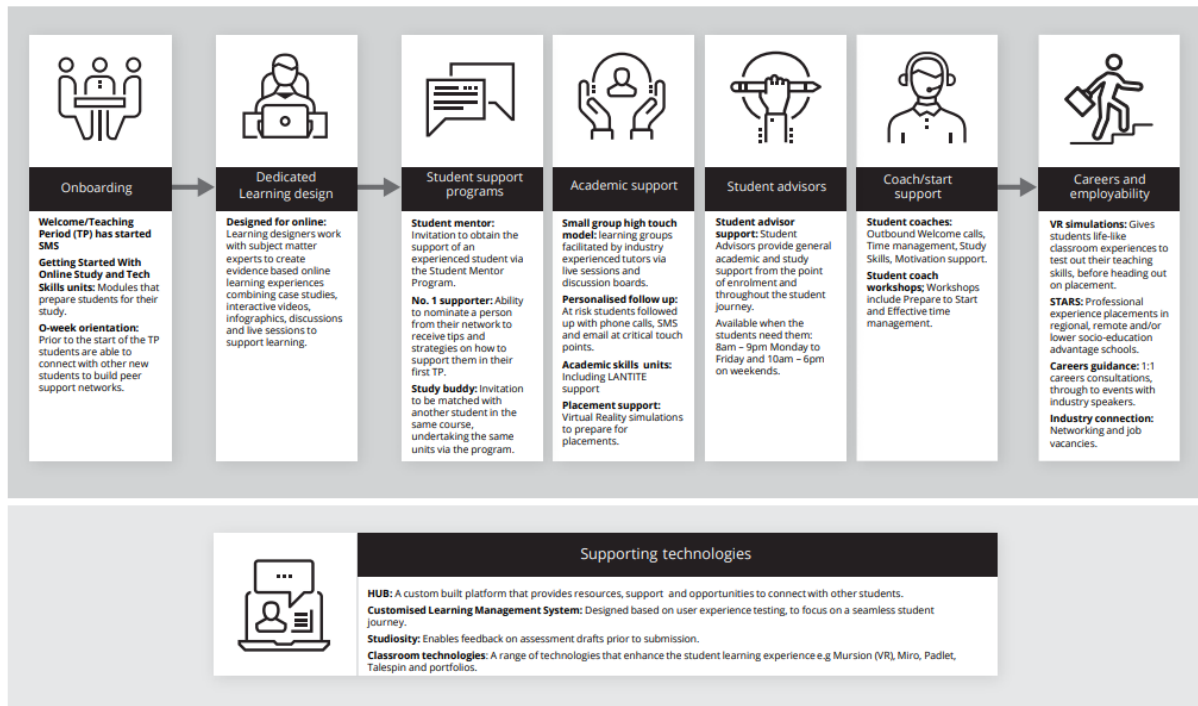 Onboarding
Welcome/Teaching
Period (TP) has started
SMS
Getting Started With
Online Study and Tech
Skills units: Modules that
prepare students for their
study.
O-week orientation:
Prior to the start of the TP
students are able to
connect with other new
students to build peer
support networks.
Dedicated
Learning design
Designed for online:
Learning designers work
with subject matter
experts to create
evidence based online
learning experiences
combining case studies,
interactive videos,
infographics, discussions
and live sessions to
support learning.
Student support
programs
Student mentor:
Invitation to obtain the
support of an
experienced student via
the Student Mentor
Program.
No. 1 supporter: Ability
to nominate a person
from their network to
receive tips and
strategies on how to
support them in their
first TP.
Study buddy: Invitation
to be matched with
another student in the
same course,
undertaking the same
units via the program.
Academic support
Small group high touch
model: learning groups
facilitated by industry
experienced tutors via
live sessions and
discussion boards.
Personalised follow up:
At risk students followed
up with phone calls, SMS
and email at critical touch
points.
Academic skills units:
Including LANTITE
support
Placement support:
Virtual Reality simulations
to prepare for
placements.
Student advisors
Student advisor
support: Student
Advisors provide general
academic and study
support from the point
of enrolment and
throughout the student
journey.
Available when the
students need them:
8am – 9pm Monday to
Friday and 10am – 6pm
on weekends.
Coach/start
support
Student coaches:
Outbound Welcome calls,
Time management, Study
Skills, Motivation support.
Student coach
workshops; Workshops
include Prepare to Start
and Effective time
management.
Careers and
employability
VR simulations: Gives
students life-like
classroom experiences to
test out their teaching
skills, before heading out
on placement.
STARS: Professional
experience placements in
regional, remote and/or
lower socio-education
advantage schools.
Careers guidance: 1:1
careers consultations,
through to events with
industry speakers.
Industry connection:
Networking and job
vacancies.
Supporting technologies
HUB: A custom built platform that provides resources, support and opportunities to connect with other students.
Customised Learning Management System: Designed based on user experience testing, to focus on a seamless student
journey.
Studiosity: Enables feedback on assessment drafts prior to submission.
Classroom technologies: A range of technologies that enhance the student learning experience e.g Mursion (VR), Miro, Padlet,
Talespin and portfolios.